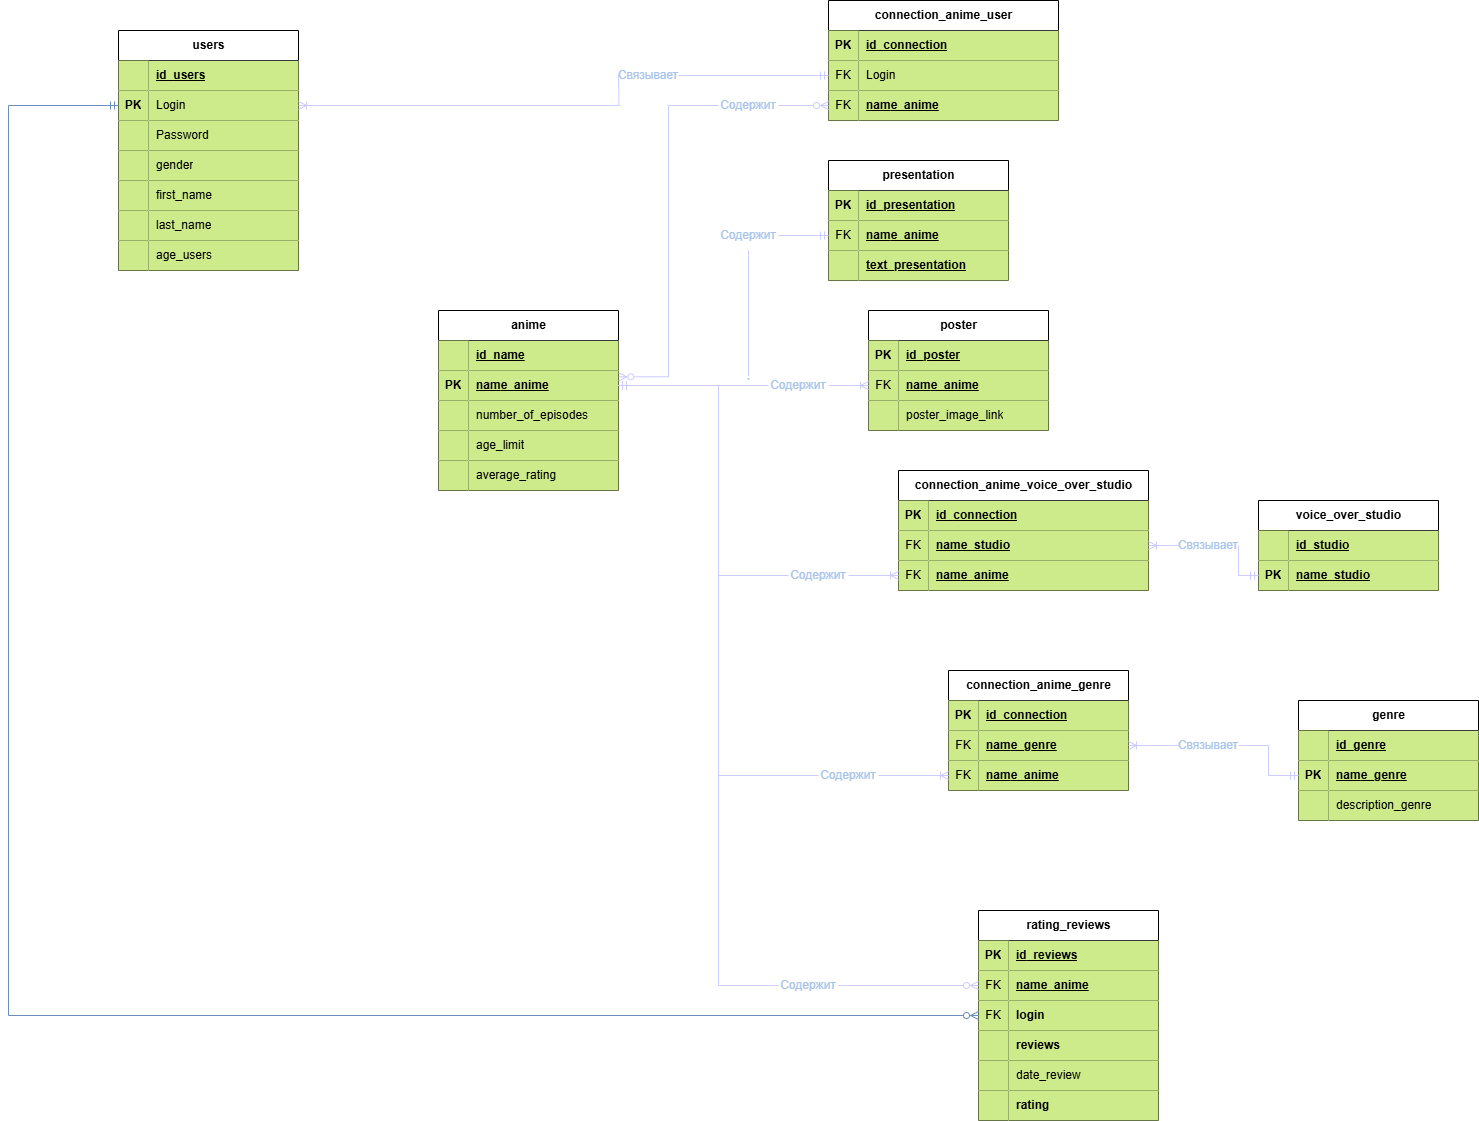 users
id_users
PK Login
Password
gender
first_name
last_name
age_users
connection_anime_user
PK id_connection
FK Login
FK name_anime
Связывает
Содержит
presentation
PK id_presentation
FK name_anime
text_presentation
Содержит
anime
id_name
PK name_anime
number_of_episodes
age_limit
average_rating
poster
PK id_poster
FK name_anime
poster_image_link
Содержит
connection_anime_voice_over_studio
PK id_connection
FK name_studio
FK name_anime
Содержит
Связывает
voice_over_studio
id_studio
PK name_studio
connection_anime_genre
PK id_connection
FK name_genre
FK name_anime
Содержит
Связывает
genre
id_genre
PK name_genre
description_genre
rating_reviews
PK id_reviews
FK name_anime
FK login
reviews
date_review
rating
Содержит